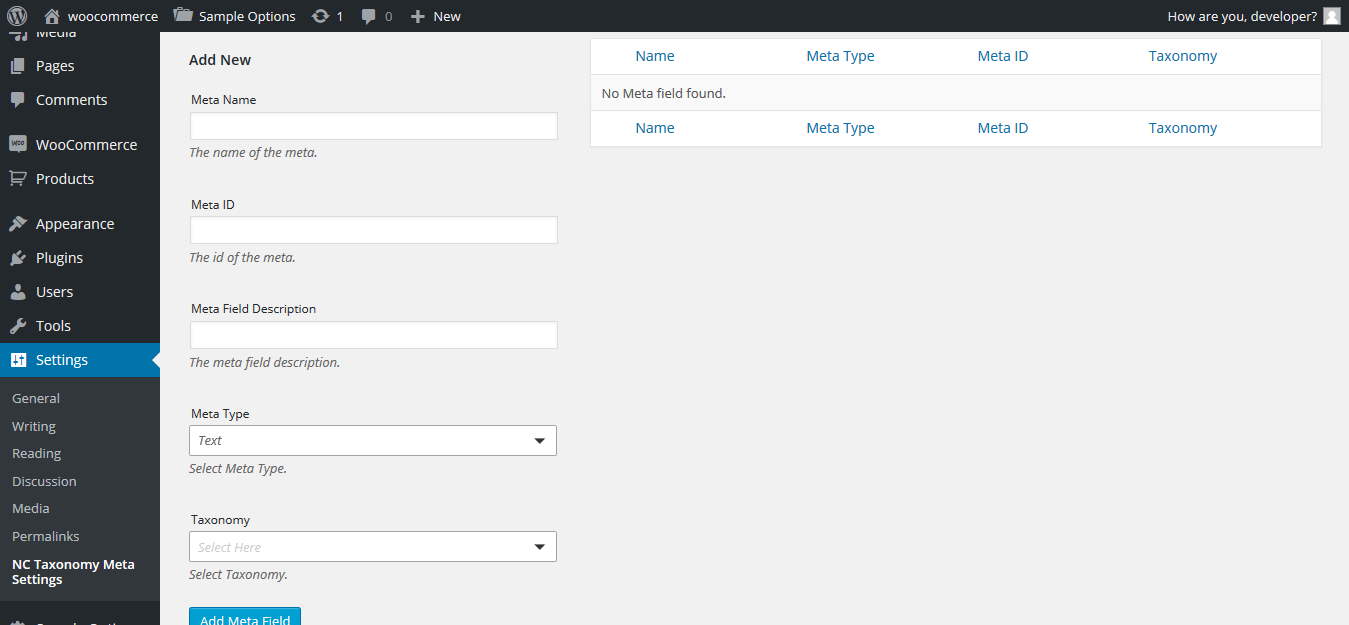 woocommerce Sample Options 1 0 New How are you, developer?
Media
Pages
Comments
WooCommerce
Products
Appearance
Plugins
Users
Tools
Settings
General
Writing
Reading
Discussion
Media
Permalinks
NC Taxonomy Meta
Settings
Add New
Meta Name
The name of the meta.
Meta ID
The id of the meta.
Meta Field Description
The meta field description.
Meta Type
Text
Select Meta Type.
Taxonomy
Select Here
Select Taxonomy.
Add Meta Field
Name Meta Type Meta ID Taxonomy
No Meta field found.
Name Meta Type Meta ID Taxonomy